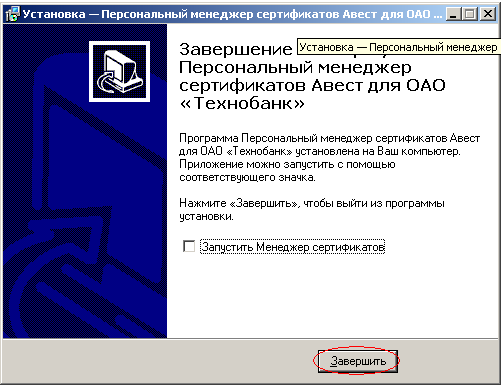 Установка — Персональный менеджер сертификатов Авест для ОАО ...
Завершение
Установка — Персональный менеджер
Персональный менеджер
сертификатов Авест для ОАО
«Технобанк»
Программа Персональный менеджер сертификатов Авест
для ОАО «Технобанк» установлена на Ваш компьютер.
Приложение можно запустить с помощью
соответствующего значка.
Нажмите «Завершить», чтобы выйти из программы
установки.
Запустить Менеджер сертификатов
Завершить